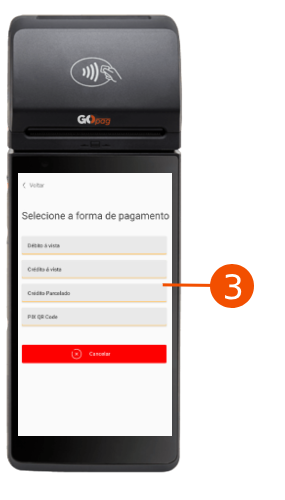 GOpag
Voltar
Selecione a forma de pagamento
Débito á vista
Crédito á vista
Crédito Parcelado
PIX QR Code
Cancelar
3